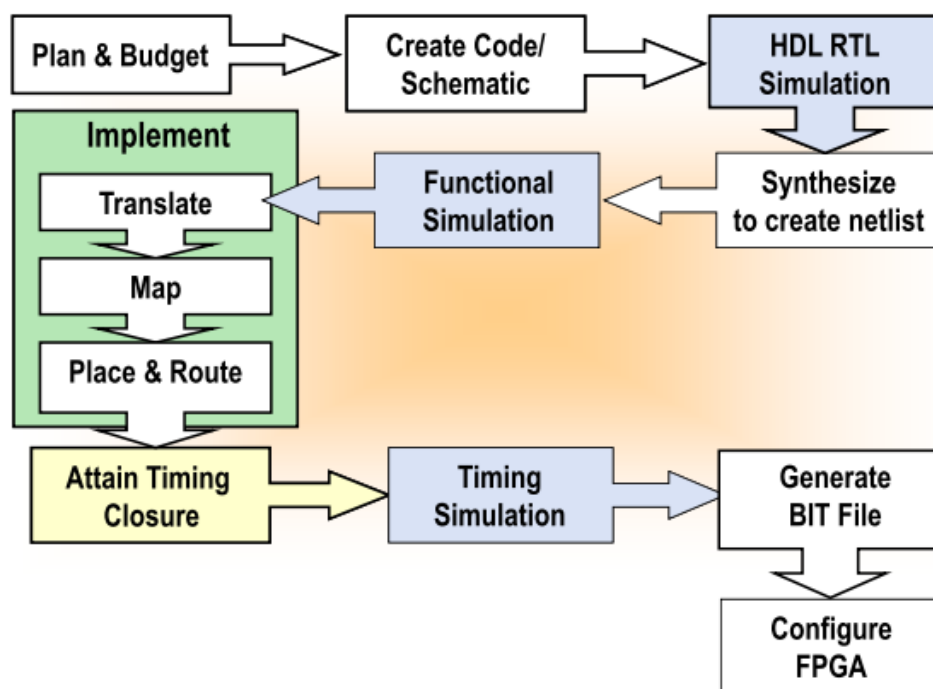 Plan & Budget
Create Code/
Schematic
HDL RTL
Simulation
Implement
Translate
Map
Place & Route
Functional
Simulation
Synthesize
to create netlist
Attain Timing
Closure
Timing
Simulation
Generate
BIT File
Configure
FPGA